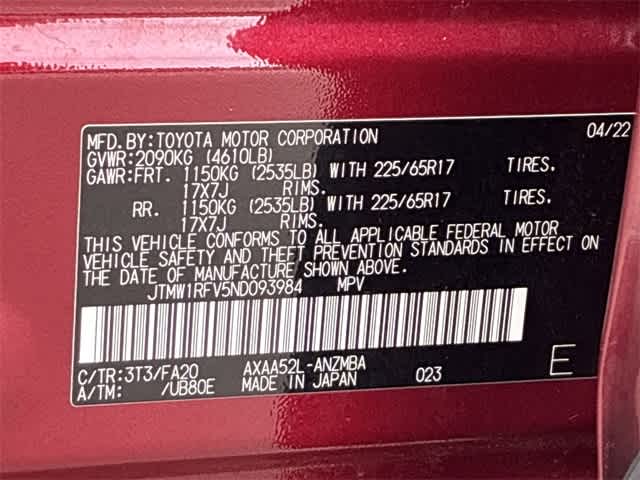 MFD.BY:TOYOTA MOTOR CORPORATION 04/22
GVWR:2090KG (4610LB)
GAWR:FRT. 1150KG (2535LB) WITH 225/65R17 TIRES.
17X7J RIMS.
RR. 1150KG (2535LB) WITH 225/65R17 TIRES.
17X7J RIMS.
THIS VEHICLE CONFORMS TO ALL APPLICABLE FEDERAL MOTOR
VEHICLE SAFETY AND THEFT PREVENTION STANDARDS IN EFFECT ON
THE DATE OF MANUFACTURE SHOWN ABOVE.
JTMW1RFV5ND093984 MPV
C/TR:3T3/FA20 AXAA52L-ANZMBA E
A/TM: /UB80E MADE IN JAPAN 023